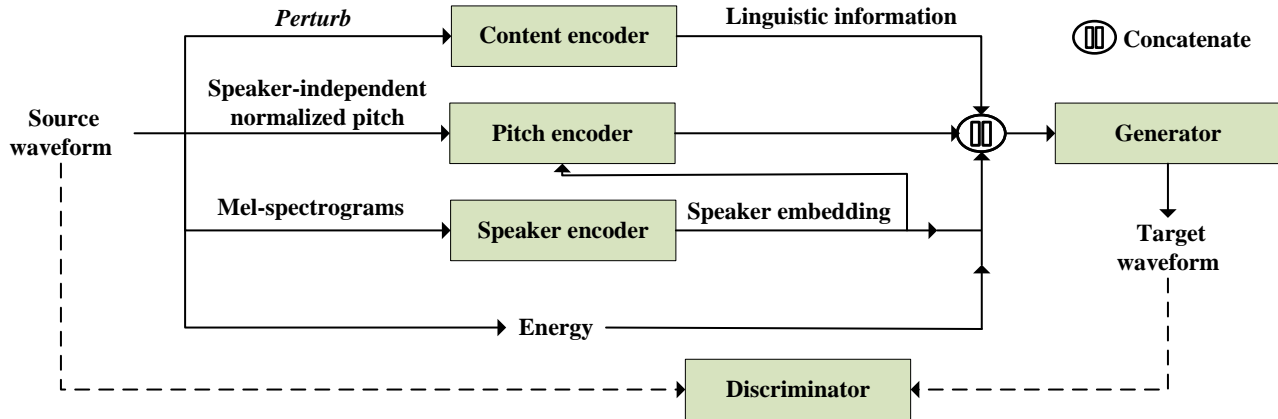 Perturb
Content encoder
Linguistic information
Concatenate
Speaker-independent
normalized pitch
Source
waveform
Pitch encoder
Generator
Mel-spectrograms
Speaker encoder
Speaker embedding
Target
waveform
Energy
Discriminator